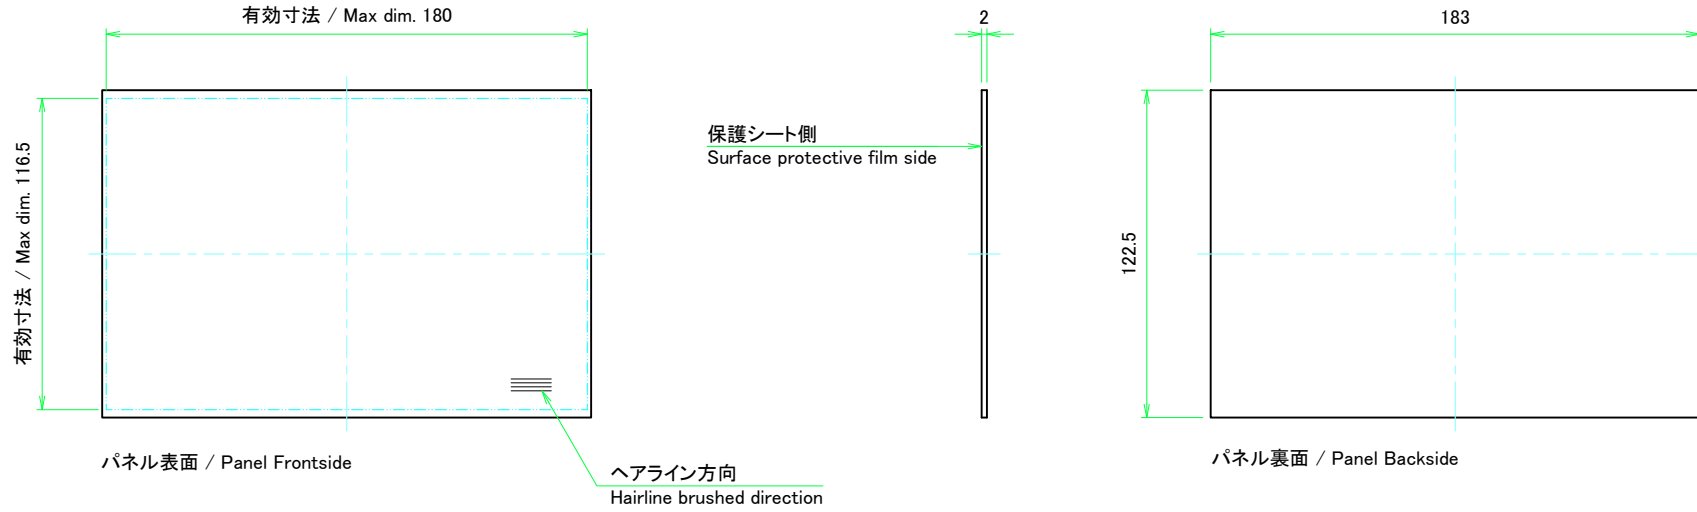 有効寸法 / Max dim. 180
2
183
有効寸法 / Max dim. 116.5
保護シート側
Surface protective film side
122.5
パネル表面 / Panel Frontside
ヘアライン方向
Hairline brushed direction
パネル裏面 / Panel Backside